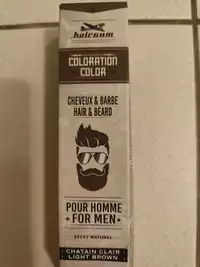 hairgum
COLORATION
COLOR
CHEVEUX & BARBE
HAIR & BEARD
POUR HOMME
FOR MEN
EFFET NATUREL
CHATAIN CLAIR
LIGHT BROWN